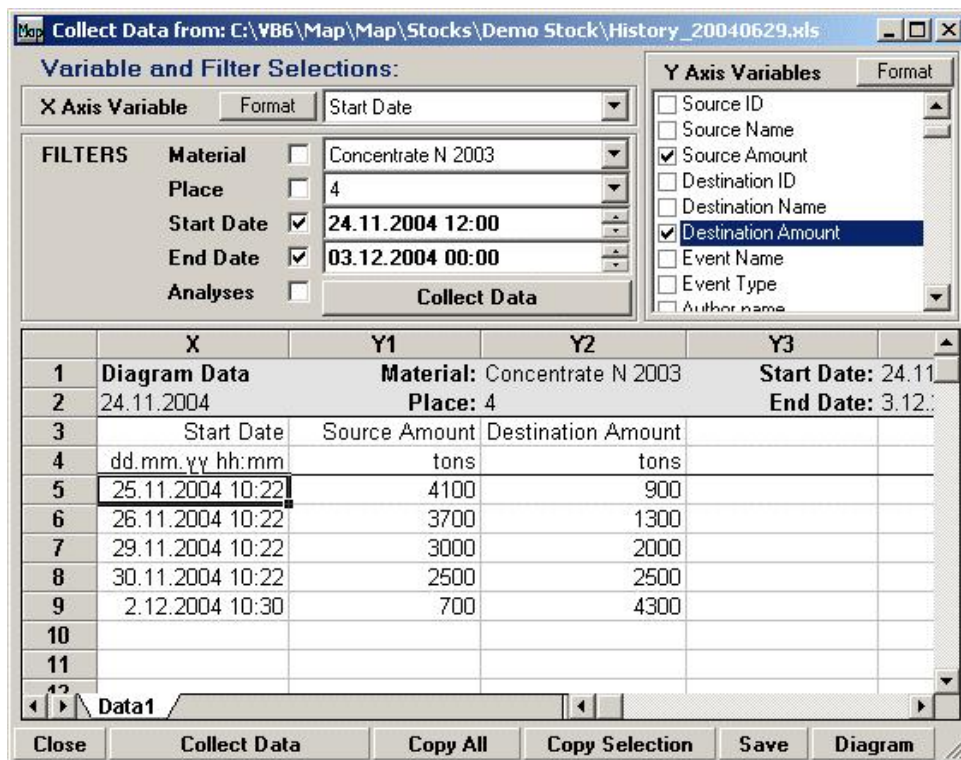 Map Collect Data from: C:\VB6\Map\Map\Stocks\Demo Stock\History_20040629.xls
Variable and Filter Selections:
X Axis Variable Format Start Date
FILTERS Material Concentrate N 2003
Place 4
Start Date 24.11.2004 12:00
End Date 03.12.2004 00:00
Analyses Collect Data
Y Axis Variables Format
Source ID
Source Name
Source Amount
Destination ID
Destination Name
Destination Amount
Event Name
Event Type
Author name
X Y1 Y2 Y3
1 Diagram Data Material: Concentrate N 2003 Start Date: 24.11
2 24.11.2004 Place: 4 End Date: 3.12.
3 Start Date Source Amount Destination Amount
4 dd.mm.yy hh:mm tons tons
5 25.11.2004 10:22 4100 900
6 26.11.2004 10:22 3700 1300
7 29.11.2004 10:22 3000 2000
8 30.11.2004 10:22 2500 2500
9 2.12.2004 10:30 700 4300
10
11
12
Data1
Close Collect Data Copy All Copy Selection Save Diagram